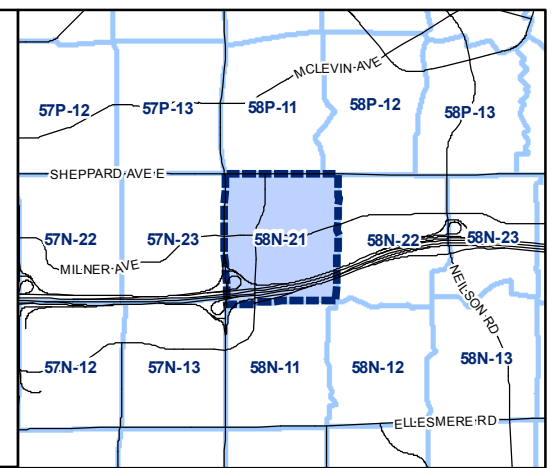 MCLEVIN AVE
57P-12 57P-13 58P-11 58P-12 58P-13
SHEPPARD AVE E
57N-22 57N-23 58N-21 58N-22 58N-23
MILNER AVE
NEILSON RD
57N-12 57N-13 58N-11 58N-12 58N-13
ELLESMERE RD